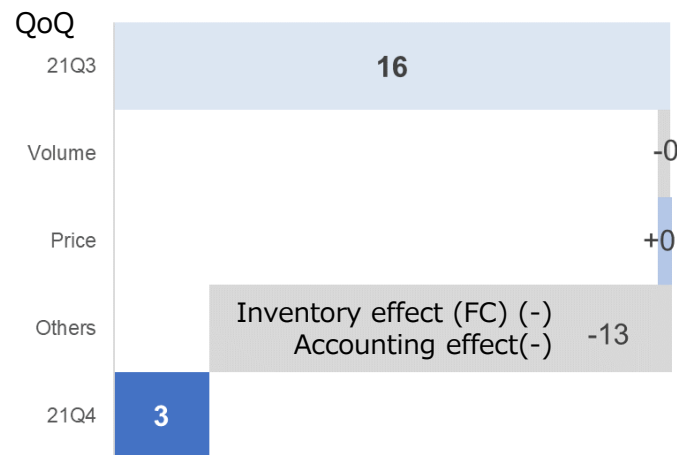 QoQ
21Q3
16
Volume
-0
Price
+0
Others
Inventory effect (FC) (-)
Accounting effect(-)
-13
21Q4
3